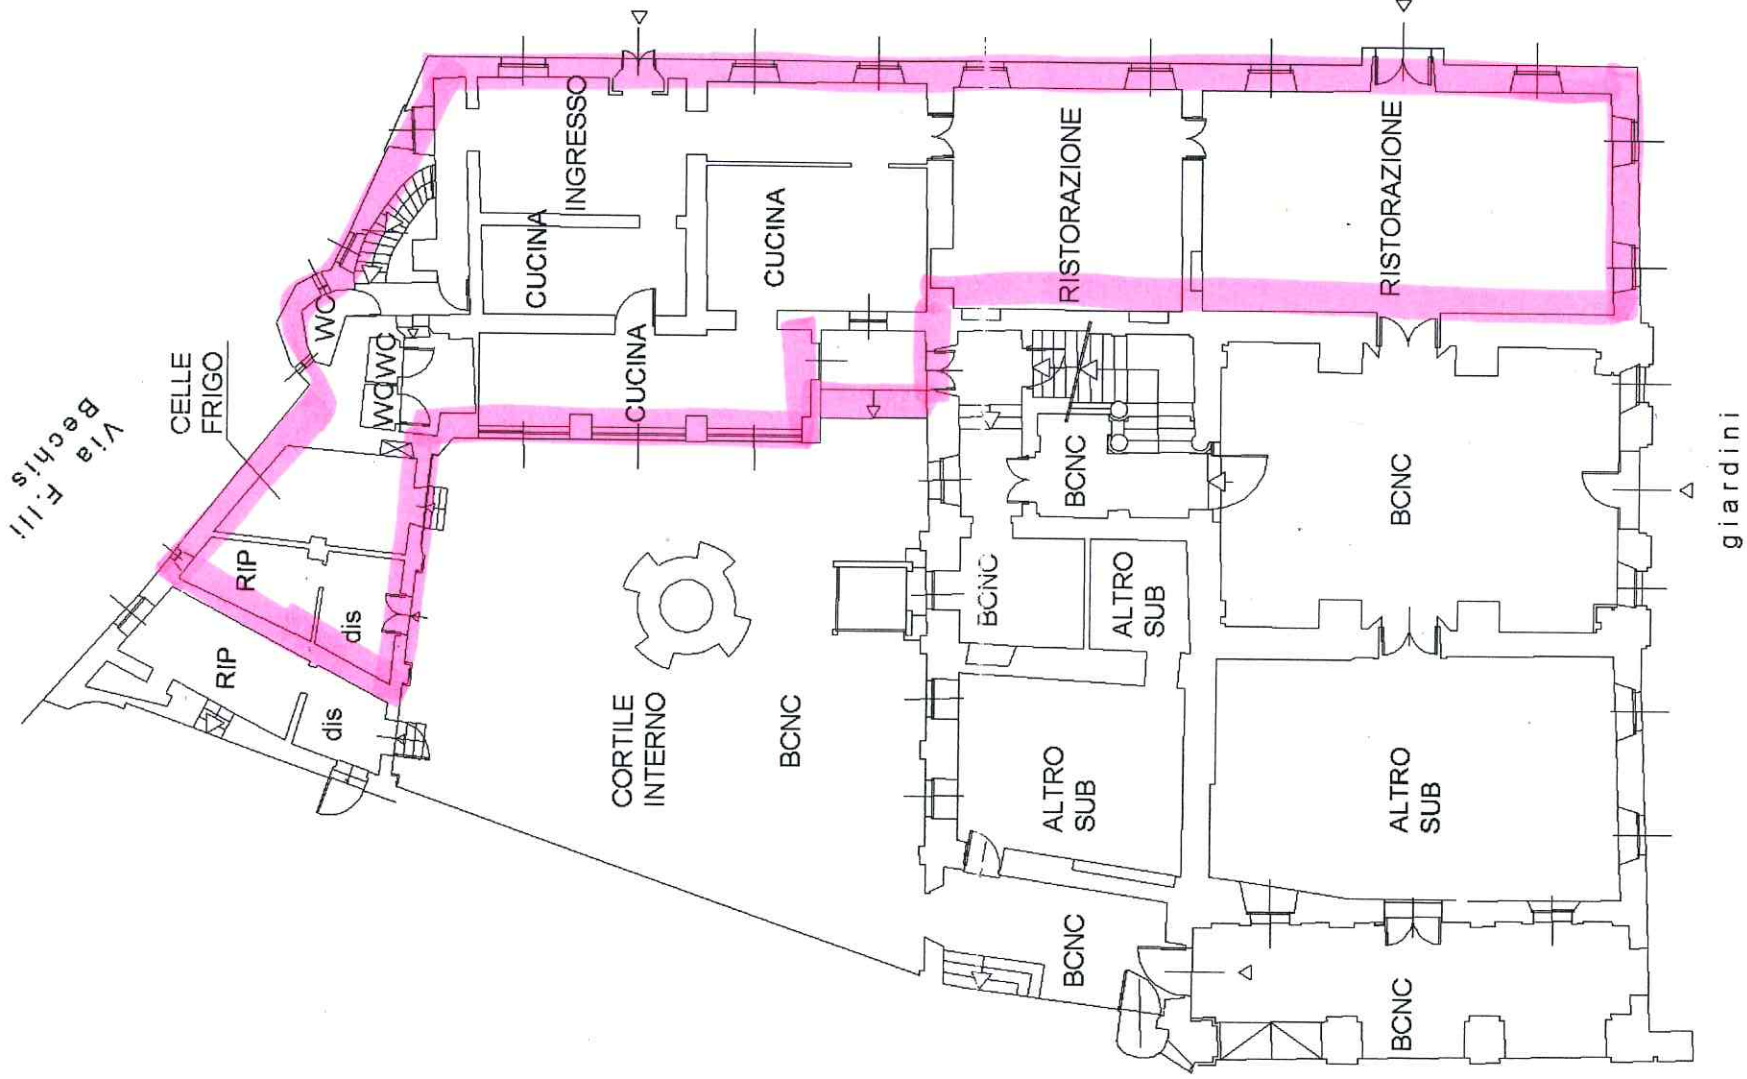 Via
F.lli
Bechis
CELLE
FRIGO
WC
WC
WC
INGRESSO
CUCINA
CUCINA
CUCINA
RISTORAZIONE
RISTORAZIONE
RIP
dis
RIP
dis
CORTILE
INTERNO
BCNC
BCNC
BCNC
BCNC
ALTRO
SUB
ALTRO
SUB
ALTRO
SUB
BCNC
BCNC
giardini